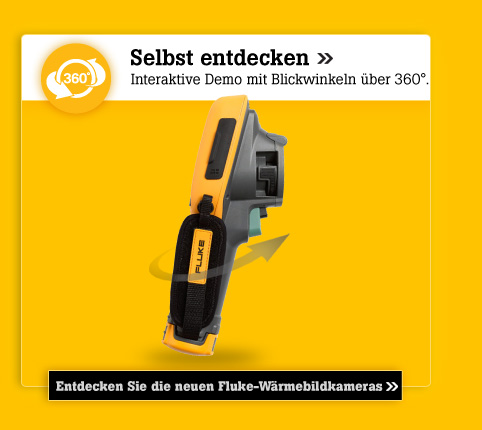 360°
Selbst entdecken »
Interaktive Demo mit Blickwinkeln über 360°.
FLUKE
Entdecken Sie die neuen Fluke-Wärmebildkameras »